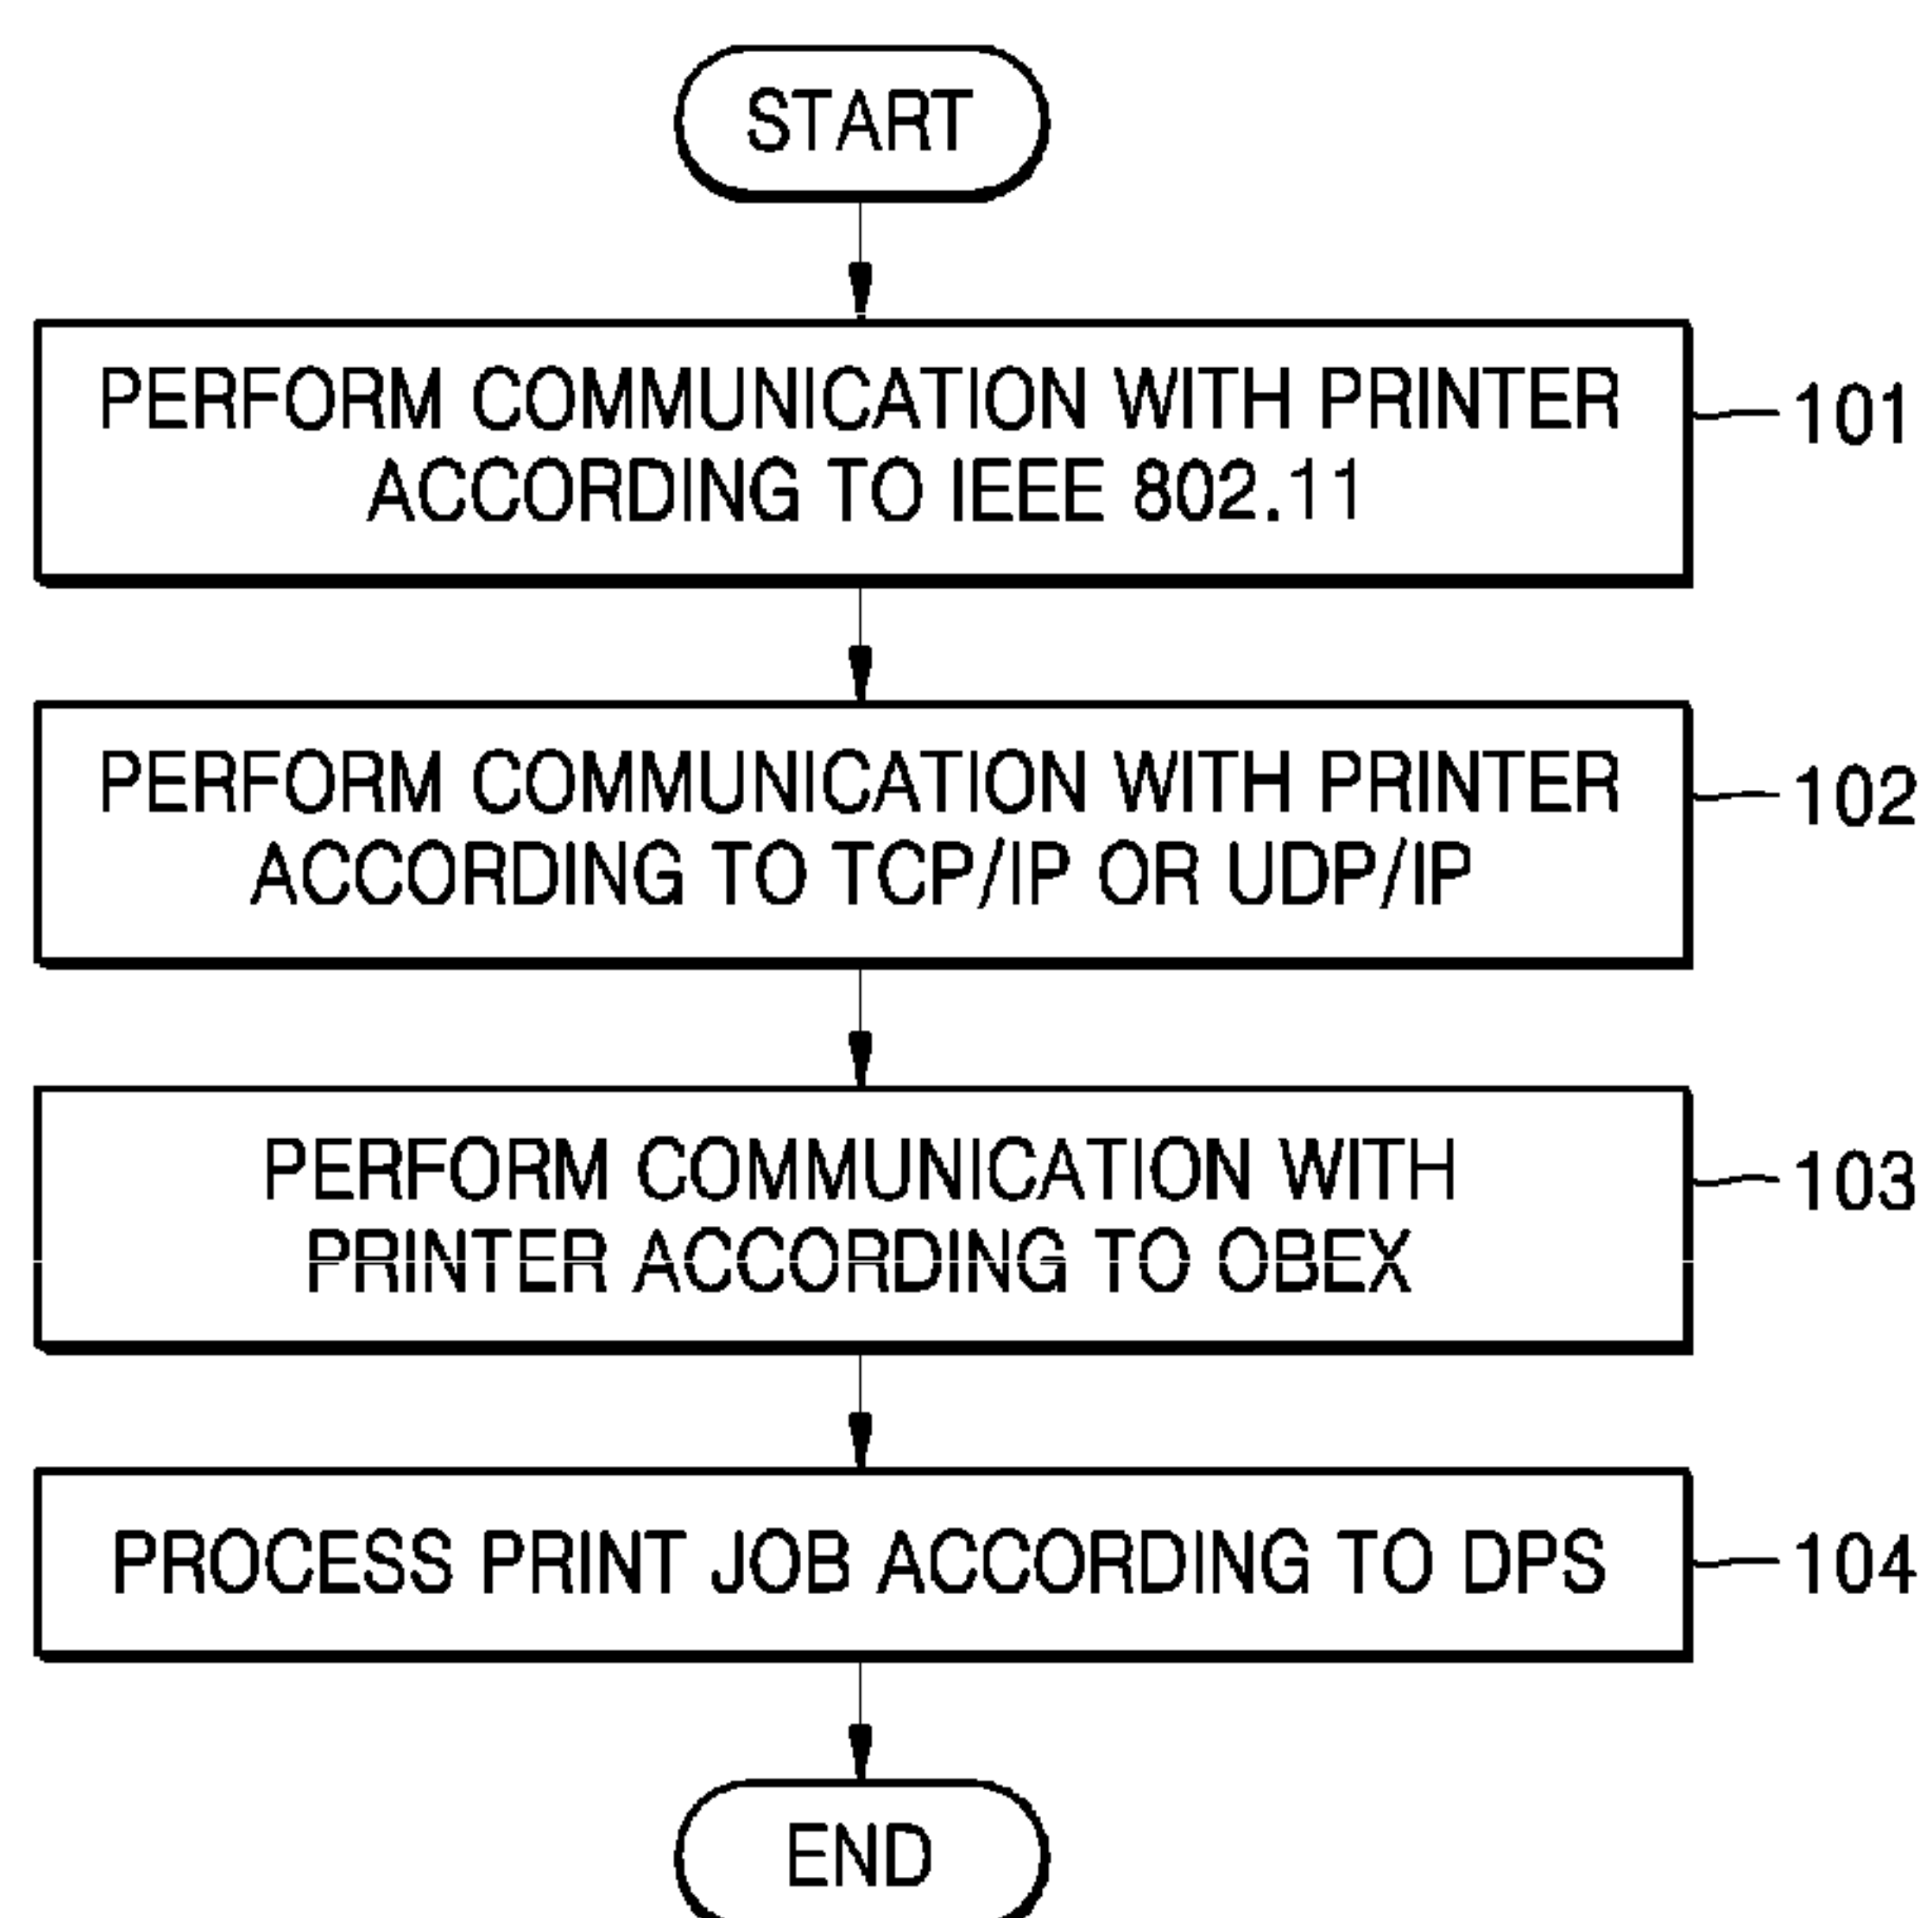 START
PERFORM COMMUNICATION WITH PRINTER
ACCORDING TO IEEE 802.11
101
PERFORM COMMUNICATION WITH PRINTER
ACCORDING TO TCP/IP OR UDP/IP
102
PERFORM COMMUNICATION WITH
PRINTER ACCORDING TO OBEX
103
PROCESS PRINT JOB ACCORDING TO DPS
104
END